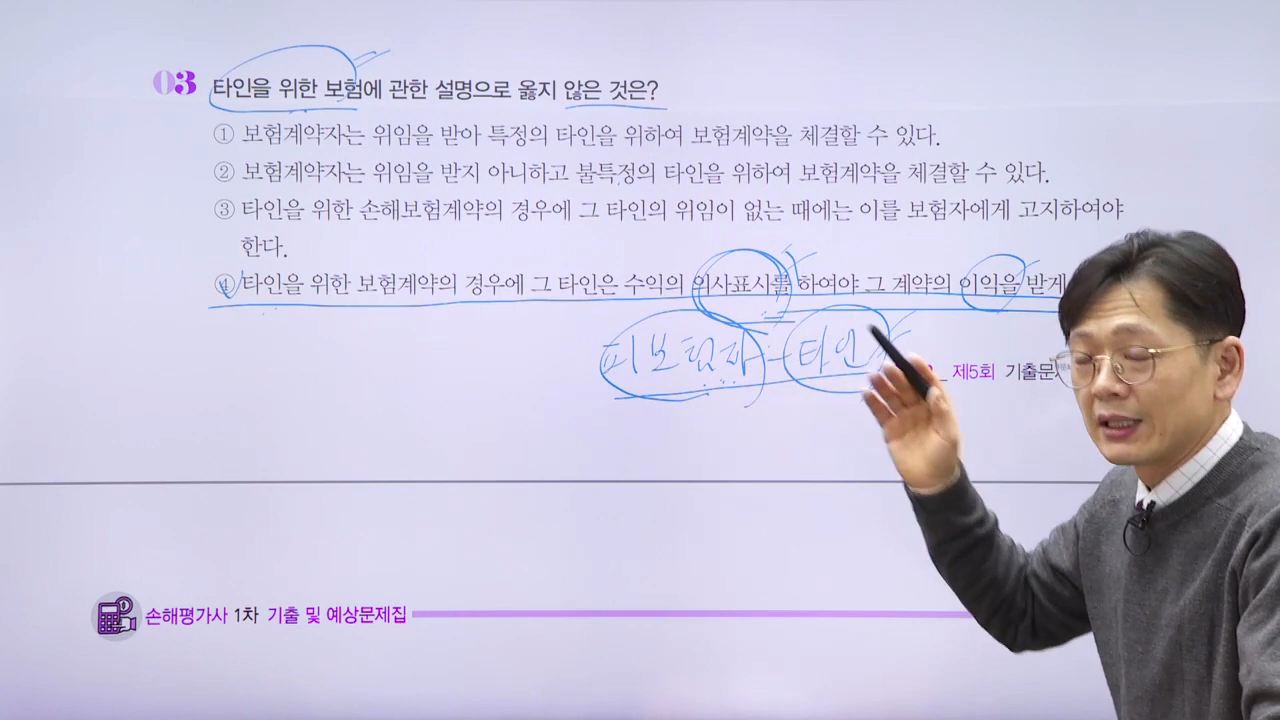 03 타인을 위한 보험에 관한 설명으로 옳지 않은 것은?
① 보험계약자는 위임을 받아 특정의 타인을 위하여 보험계약을 체결할 수 있다.
② 보험계약자는 위임을 받지 아니하고 불특정의 타인을 위하여 보험계약을 체결할 수 있다.
③ 타인을 위한 손해보험계약의 경우에 그 타인의 위임이 없는 때에는 이를 보험자에게 고지하여야
한다.
④ 타인을 위한 보험계약의 경우에 그 타인은 수익의 의사표시를 하여야 그 계약의 이익을 받게
피보험자 - 타인
제5회 기출문
손해평가사 1차 기출 및 예상문제집